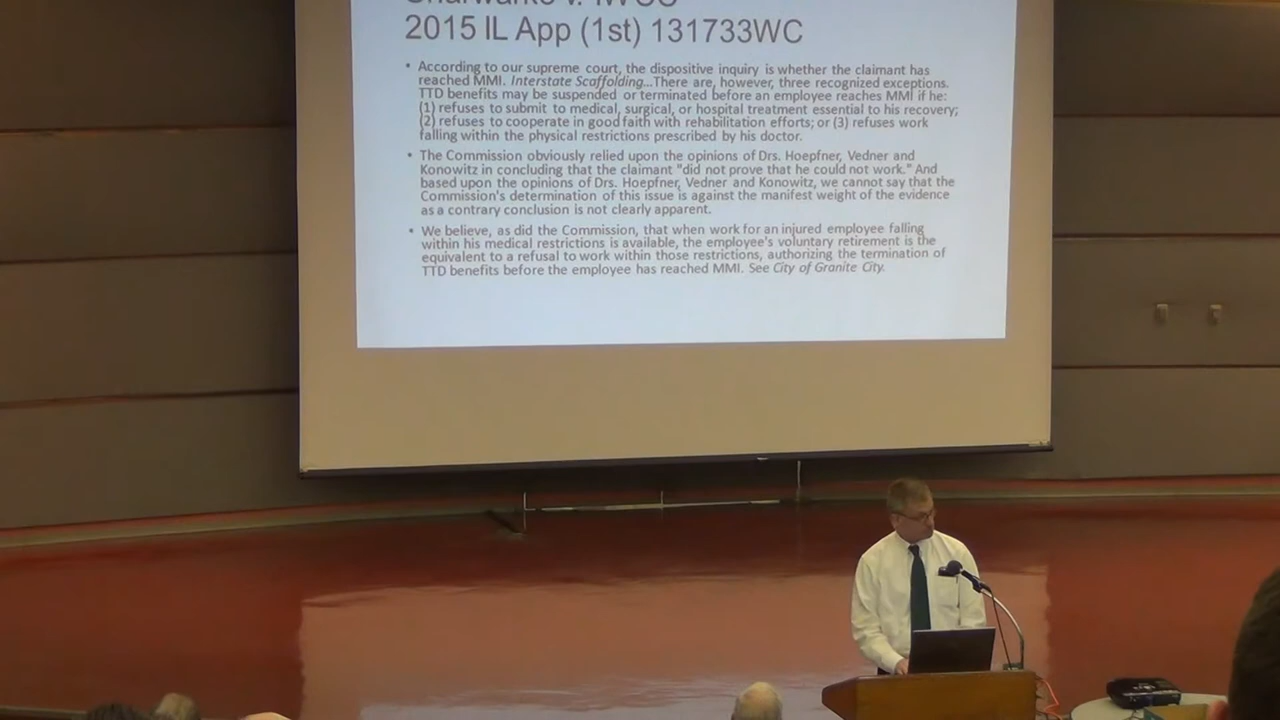 2015 IL App (1st) 131733WC
• According to our supreme court, the dispositive inquiry is whether the claimant has
reached MMI. Interstate Scaffolding...There are, however, three recognized exceptions.
TTD benefits may be suspended or terminated before an employee reaches MMI if he:
(1) refuses to submit to medical, surgical, or hospital treatment essential to his recovery;
(2) refuses to cooperate in good faith with rehabilitation efforts; or (3) refuses work
falling within the physical restrictions prescribed by his doctor.
• The Commission obviously relied upon the opinions of Drs. Hoepfner, Vedner and
Konowitz in concluding that the claimant "did not prove that he could not work." And
based upon the opinions of Drs. Hoepfner, Vedner and Konowitz, we cannot say that the
Commission's determination of this issue is against the manifest weight of the evidence
as a contrary conclusion is not clearly apparent.
• We believe, as did the Commission, that when work for an injured employee falling
within his medical restrictions is available, the employee's voluntary retirement is the
equivalent to a refusal to work within those restrictions, authorizing the termination of
TTD benefits before the employee has reached MMI. See City of Granite City.